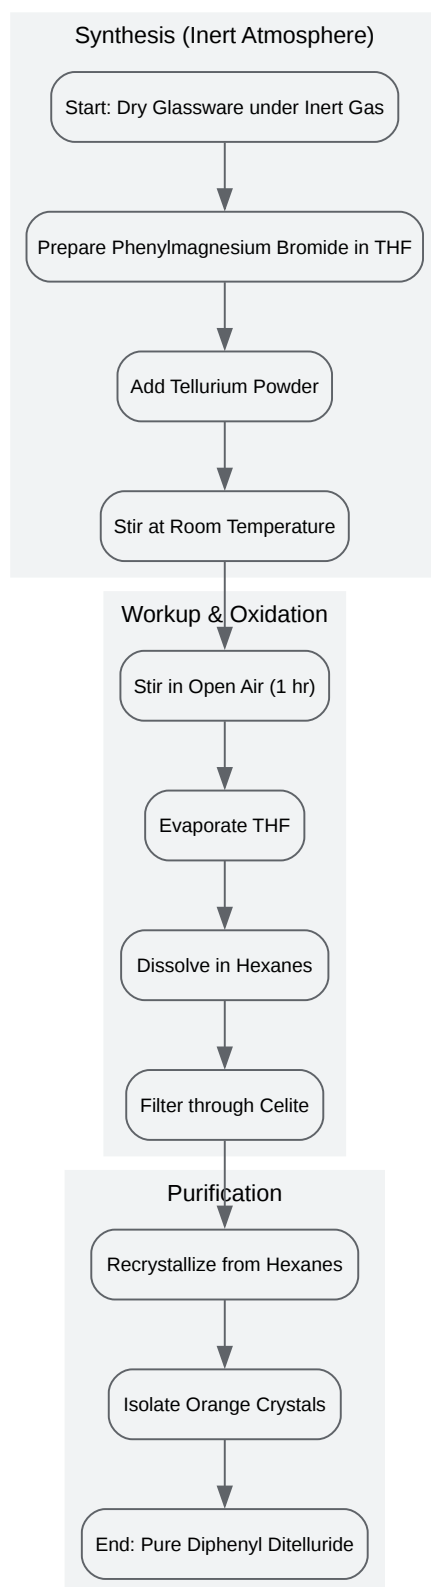 Synthesis (Inert Atmosphere)
Start: Dry Glassware under Inert Gas
Prepare Phenylmagnesium Bromide in THF
Add Tellurium Powder
Stir at Room Temperature
Workup & Oxidation
Stir in Open Air (1 hr)
Evaporate THF
Dissolve in Hexanes
Filter through Celite
Purification
Recrystallize from Hexanes
Isolate Orange Crystals
End: Pure Diphenyl Ditelluride